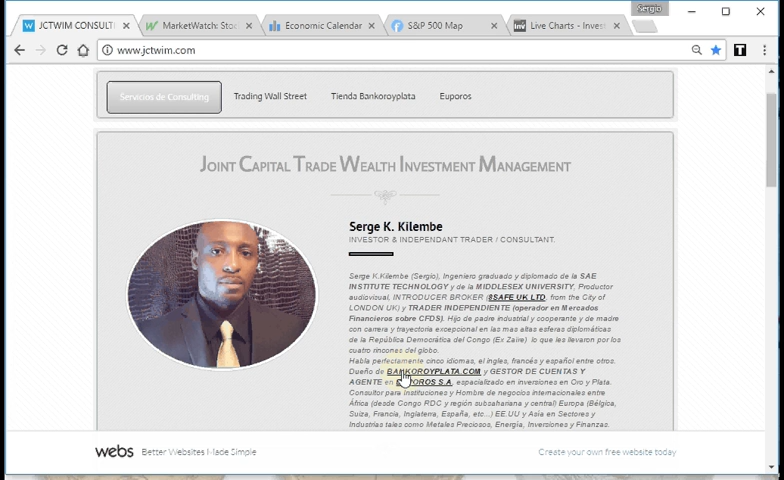 Sergio
JCTWIM CONSULT
MarketWatch: Stoc
Economic Calendar
S&P 500 Map
Live Charts - Inves
www.jctwim.com
Servicios de Consulting
Trading Wall Street
Tienda Bankoroyplata
Euporos
JOINT CAPITAL TRADE WEALTH INVESTMENT MANAGEMENT
Serge K. Kilembe
INVESTOR & INDEPENDANT TRADER / CONSULTANT.
Serge K.Kilembe (Sergio), Ingeniero graduado y diplomado de la SAE
INSTITUTE TECHNOLOGY y de la MIDDLESEX UNIVERSITY, Productor
audiovisual, INTRODUCER BROKER (8SAFE UK LTD. from the City of
LONDON UK) y TRADER INDEPENDIENTE (operador en Mercados
Financieros sobre CFDS). Hijo de padre industrial y cooperante y de madre
con carrera y trayectoria excepcional en las mas altas esferas diplomáticas
de la República Democrática del Congo (Ex Zaire) lo que les llevaron por los
cuatro rincones del globo.
Habla perfectamente cinco idiomas, el ingles, francés y español entre otros.
Dueño de BANKOROYPLATA.COM y GESTOR DE CUENTAS Y
AGENTE en S.A, especializado en inversiones en Oro y Plata.
Consultor para Instituciones y Hombre de negocios internacionales entre
África (desde Congo RDC y región subsahariana y central) Europa (Bélgica,
Suiza, Francia, Inglaterra, España, etc...) EE.UU y Asia en Sectores y
Industrias tales como Metales Preciosos, Energía, Inversiones y Finanzas.
webs Better Websites Made Simple
Create your own free website today